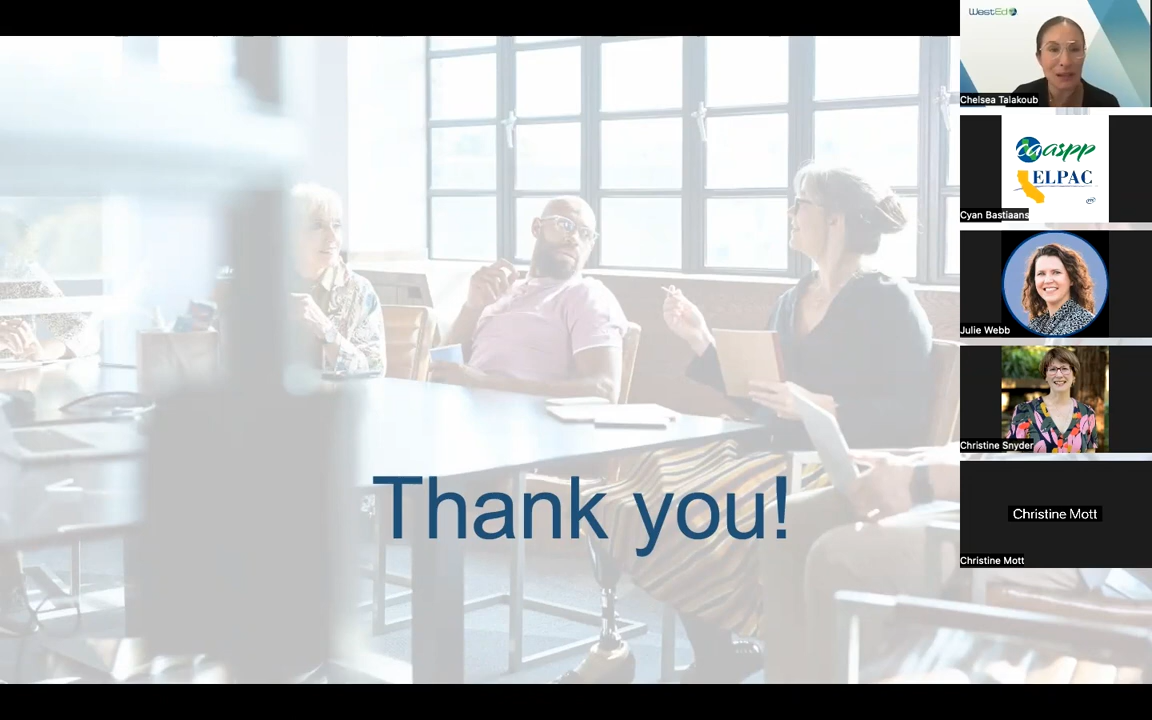 Thank you!
WestEd
Chelsea Talakoub
caaspp
ELPAC
Cyan Bastiaans
Julie Webb
Christine Snyder
Christine Mott
Christine Mott